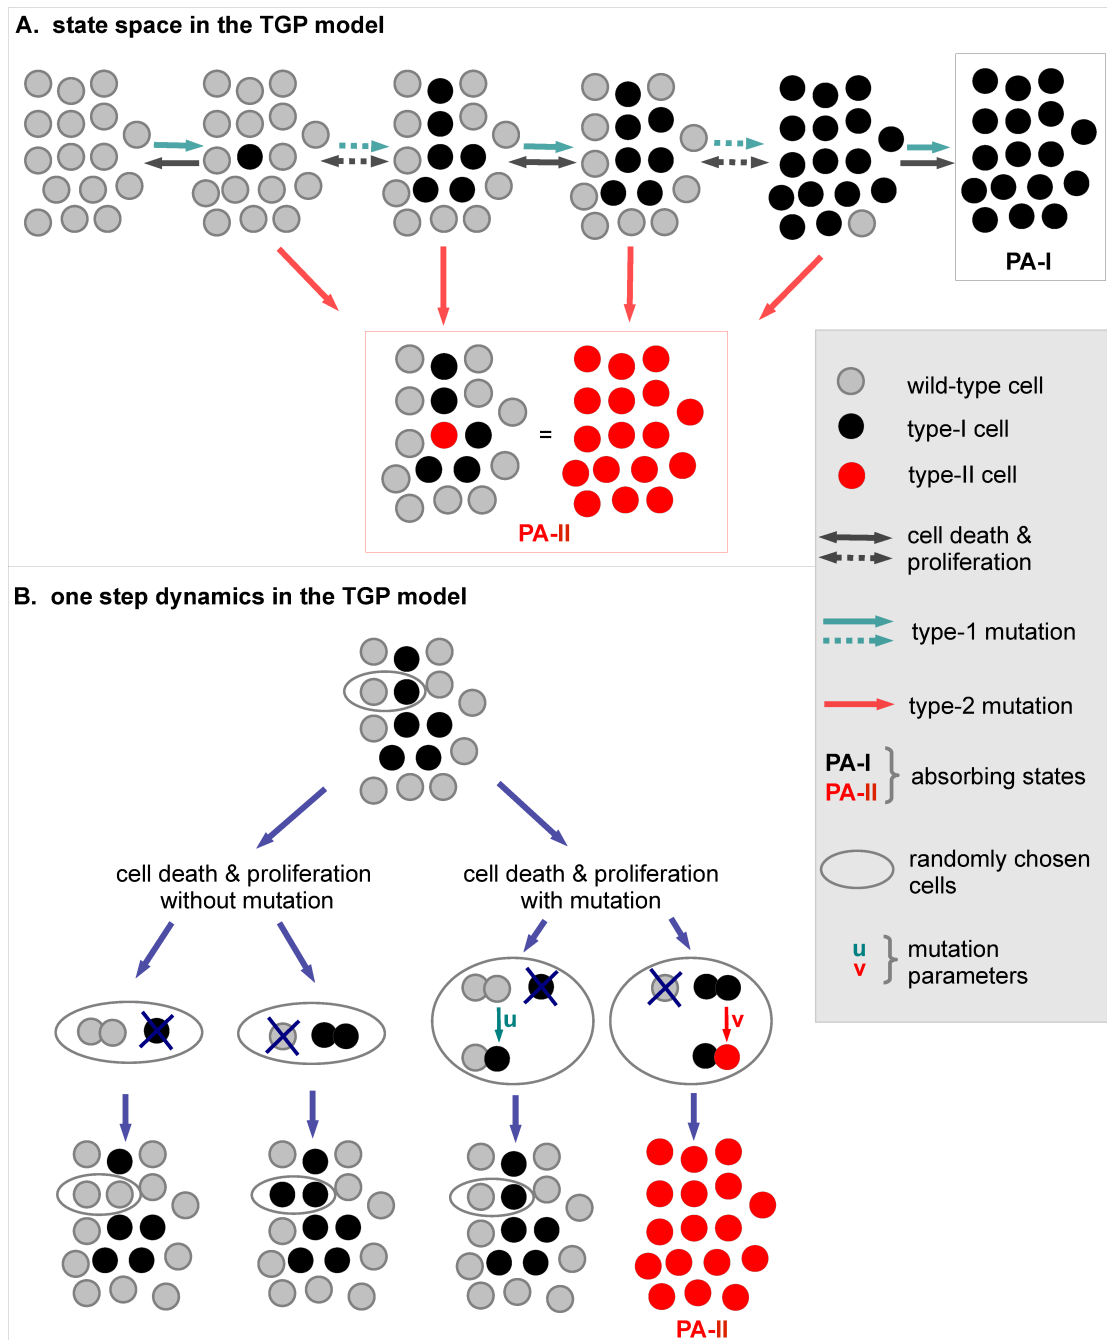 A. state space in the TGP model
PA-I
=
PA-II
wild-type cell
type-I cell
type-II cell
cell death &
proliferation
type-1 mutation
type-2 mutation
PA-I
PA-II
absorbing states
randomly chosen
cells
u
v
mutation
parameters
B. one step dynamics in the TGP model
cell death & proliferation
without mutation
cell death & proliferation
with mutation
u
v
PA-II